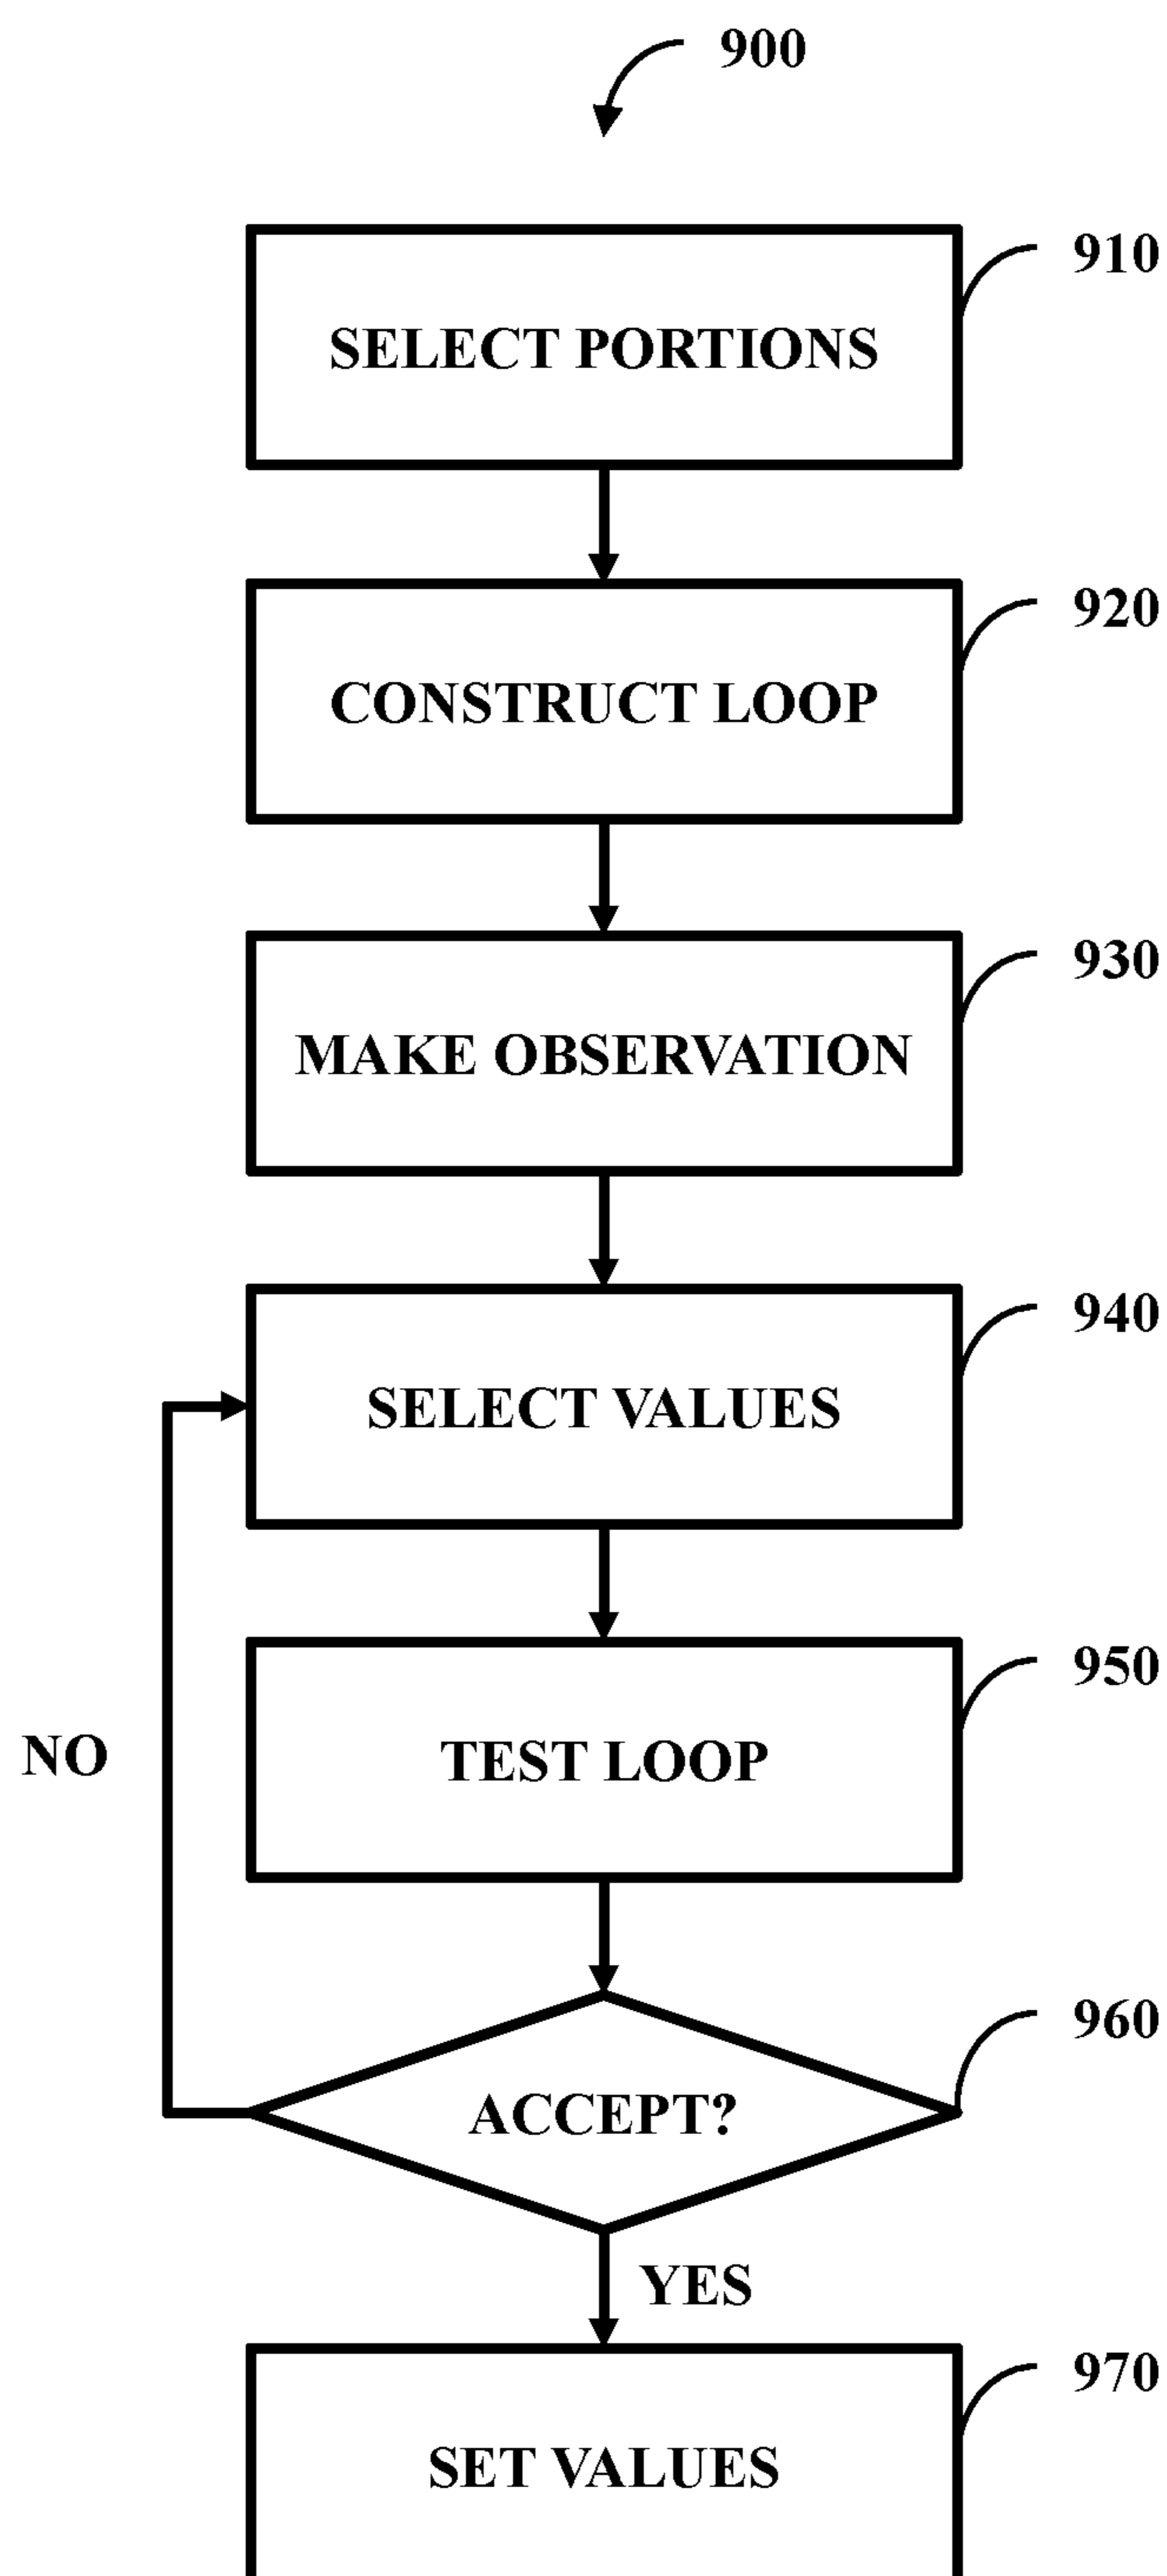 900
910
SELECT PORTIONS
920
CONSTRUCT LOOP
930
MAKE OBSERVATION
940
SELECT VALUES
950
TEST LOOP
NO
960
ACCEPT?
YES
970
SET VALUES